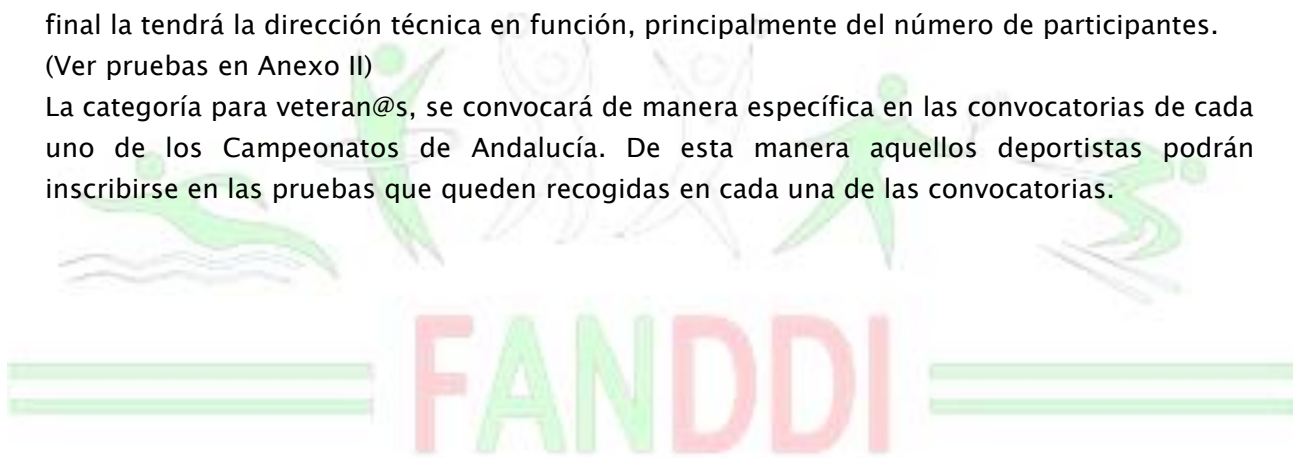 final la tendrá la dirección técnica en función, principalmente del número de participantes.
(Ver pruebas en Anexo II)
La categoría para veteran@s, se convocará de manera específica en las convocatorias de cada
uno de los Campeonatos de Andalucía. De esta manera aquellos deportistas podrán
inscribirse en las pruebas que queden recogidas en cada una de las convocatorias.
FANDDI